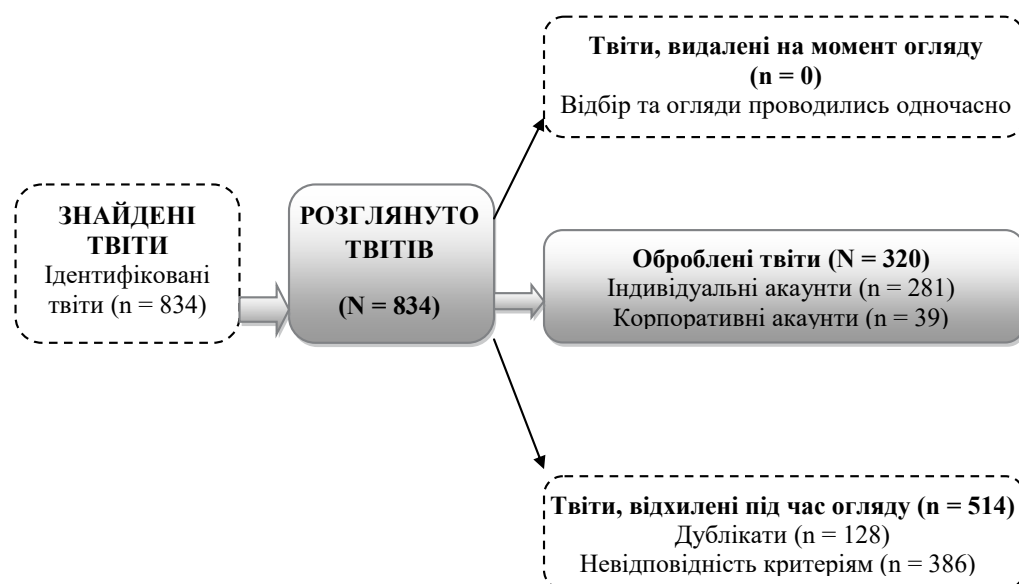 Твіти, видалені на момент огляду
(n = 0)
Відбір та огляди проводились одночасно
ЗНАЙДЕНІ
ТВІТИ
Ідентифіковані
твіти (n = 834)
РОЗГЛЯНУТО
ТВІТІВ
(N = 834)
Оброблені твіти (N = 320)
Індивідуальні акаунти (n = 281)
Корпоративні акаунти (n = 39)
Твіти, відхилені під час огляду (n = 514)
Дублікати (n = 128)
Невідповідність критеріям (n = 386)